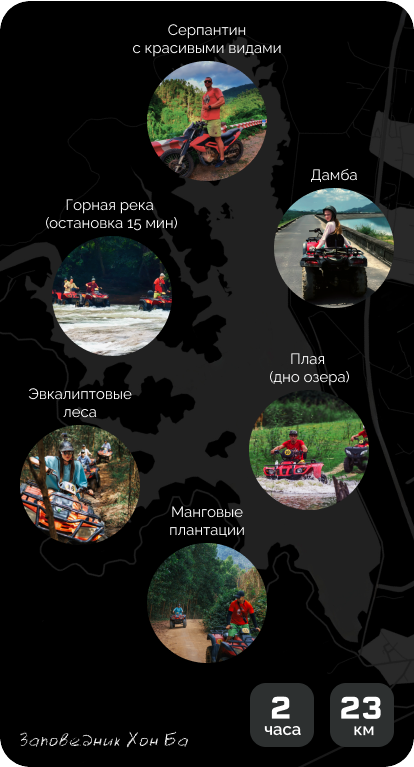 Серпантин
с красивыми видами
Дамба
Горная река
(остановка 15 мин)
Плая
(дно озера)
Эвкалиптовые
леса
Манговые
плантации
2
часа
23
км
Заповедник Хон Ба